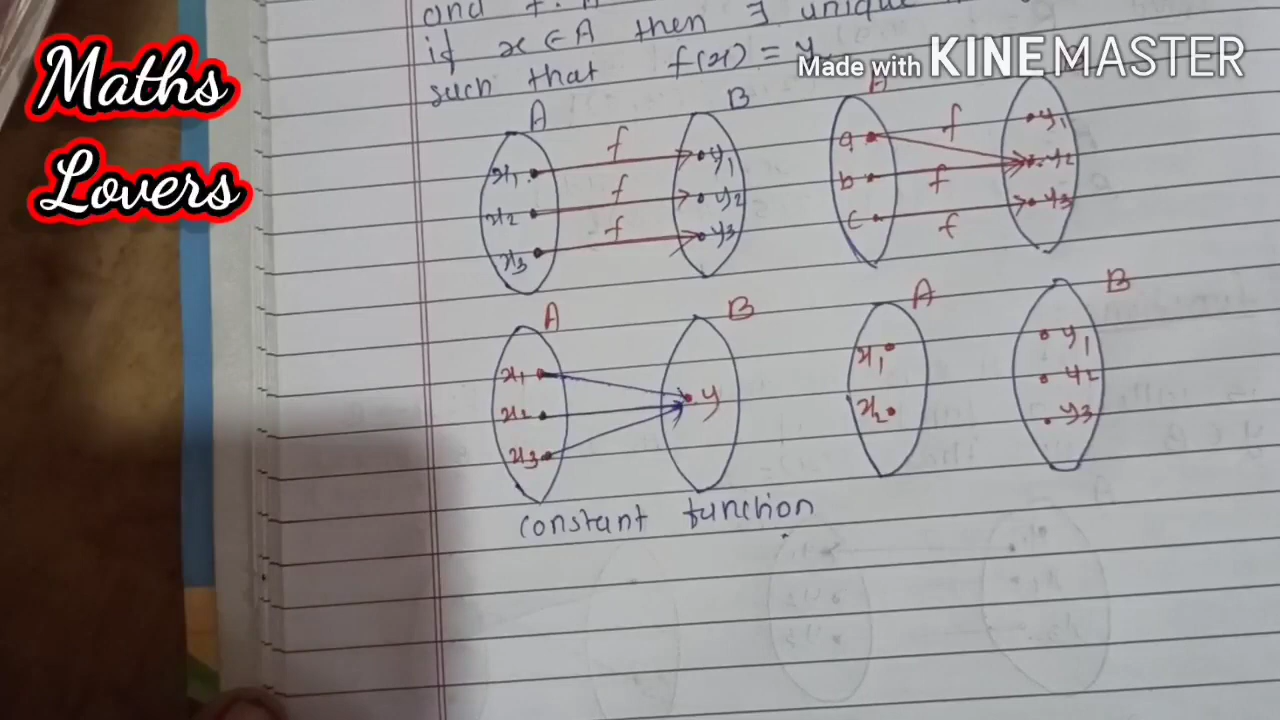 Maths
Lovers
Made with KINEMASTER
and f:
if x ∈ A then ∃ unique
such that f(x) = y
A B
x1 f y1
x2 f y2
x3 f y3
a f y1
b f y2
c f y3
A B
x1
x2 y
x3
constant function
A B
x1 y1
x2 y2
y3